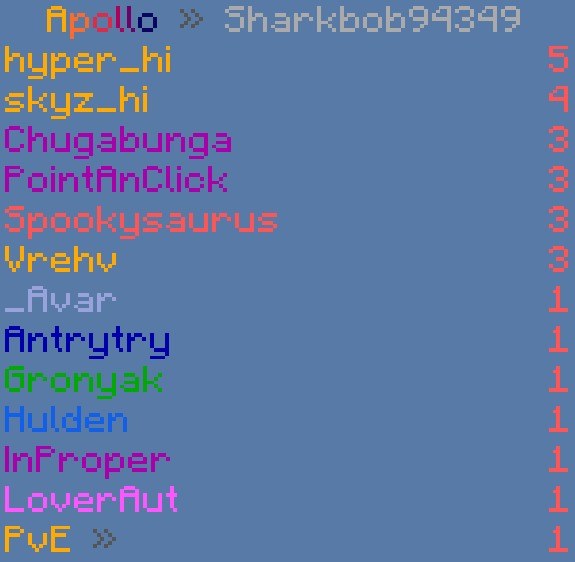 Apollo » Sharkbob94349
hyper_hi 5
skyz_hi 4
Chugabunga 3
PointAnClick 3
Spookysaurus 3
Vrehv 3
_Avar 1
Antrytry 1
Gronyak 1
Hulden 1
InProper 1
LoverAut 1
PvE » 1